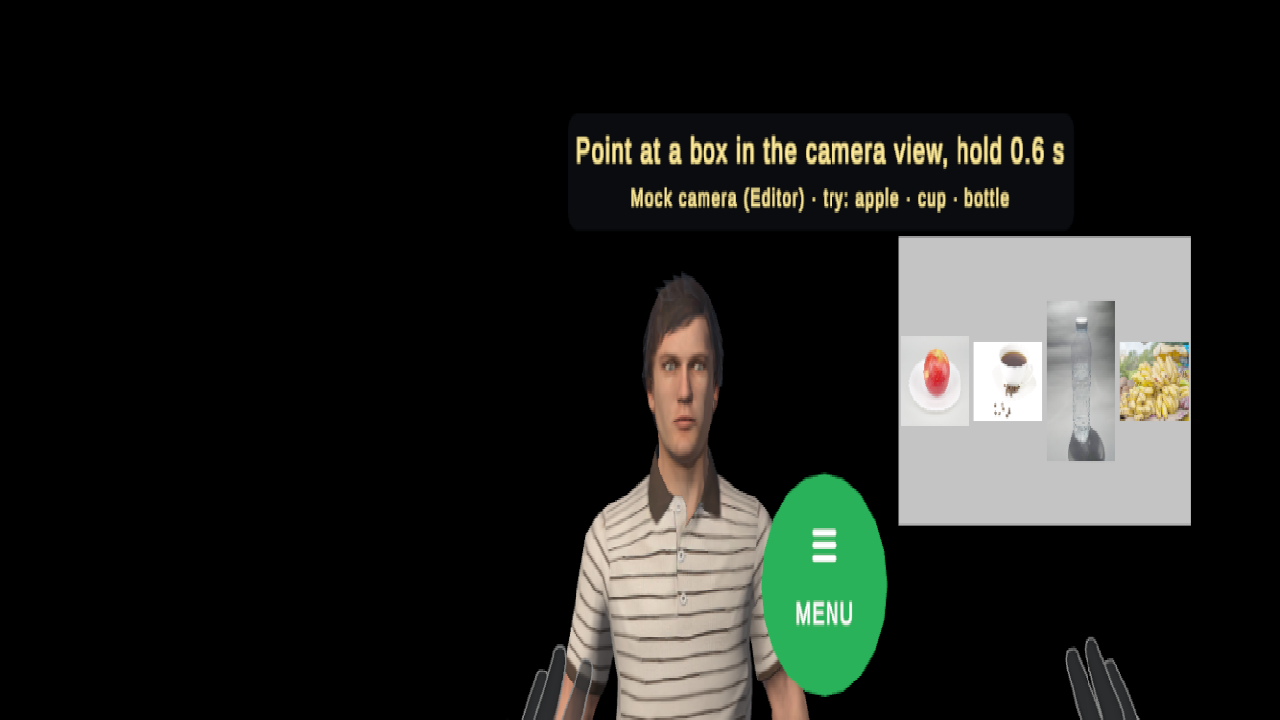 Point at a box in the camera view, hold 0.6 s
Mock camera (Editor) · try: apple · cup · bottle
MENU